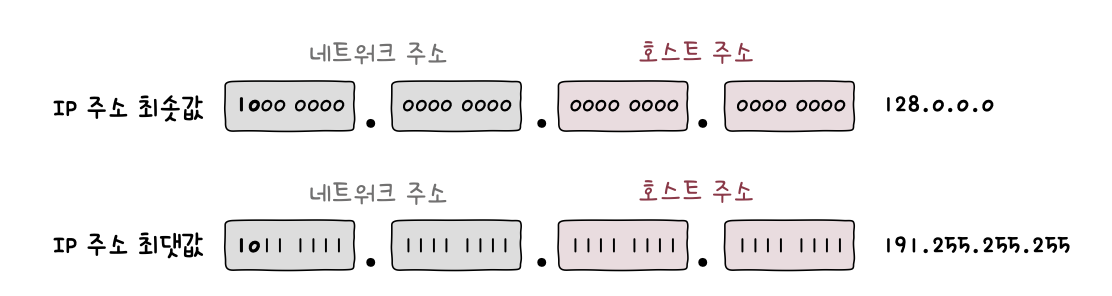 네트워크 주소 호스트 주소
IP 주소 최솟값 1000 0000 . 0000 0000 . 0000 0000 . 0000 0000 128.0.0.0
네트워크 주소 호스트 주소
IP 주소 최댓값 1011 1111 . 1111 1111 . 1111 1111 . 1111 1111 191.255.255.255